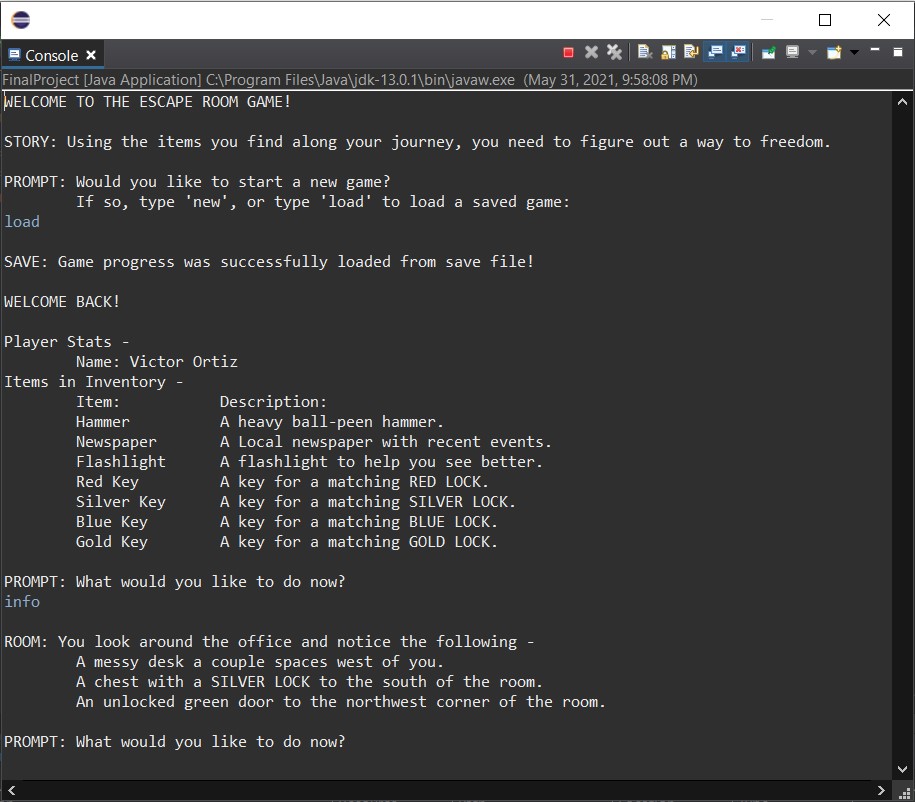 Console
FinalProject [Java Application] C:\Program Files\Java\jdk-13.0.1\bin\javaw.exe (May 31, 2021, 9:58:08 PM)
WELCOME TO THE ESCAPE ROOM GAME!
STORY: Using the items you find along your journey, you need to figure out a way to freedom.
PROMPT: Would you like to start a new game?
If so, type 'new', or type 'load' to load a saved game:
load
SAVE: Game progress was successfully loaded from save file!
WELCOME BACK!
Player Stats -
Name: Victor Ortiz
Items in Inventory -
Item: Description:
Hammer A heavy ball-peen hammer.
Newspaper A Local newspaper with recent events.
Flashlight A flashlight to help you see better.
Red Key A key for a matching RED LOCK.
Silver Key A key for a matching SILVER LOCK.
Blue Key A key for a matching BLUE LOCK.
Gold Key A key for a matching GOLD LOCK.
PROMPT: What would you like to do now?
info
ROOM: You look around the office and notice the following -
A messy desk a couple spaces west of you.
A chest with a SILVER LOCK to the south of the room.
An unlocked green door to the northwest corner of the room.
PROMPT: What would you like to do now?